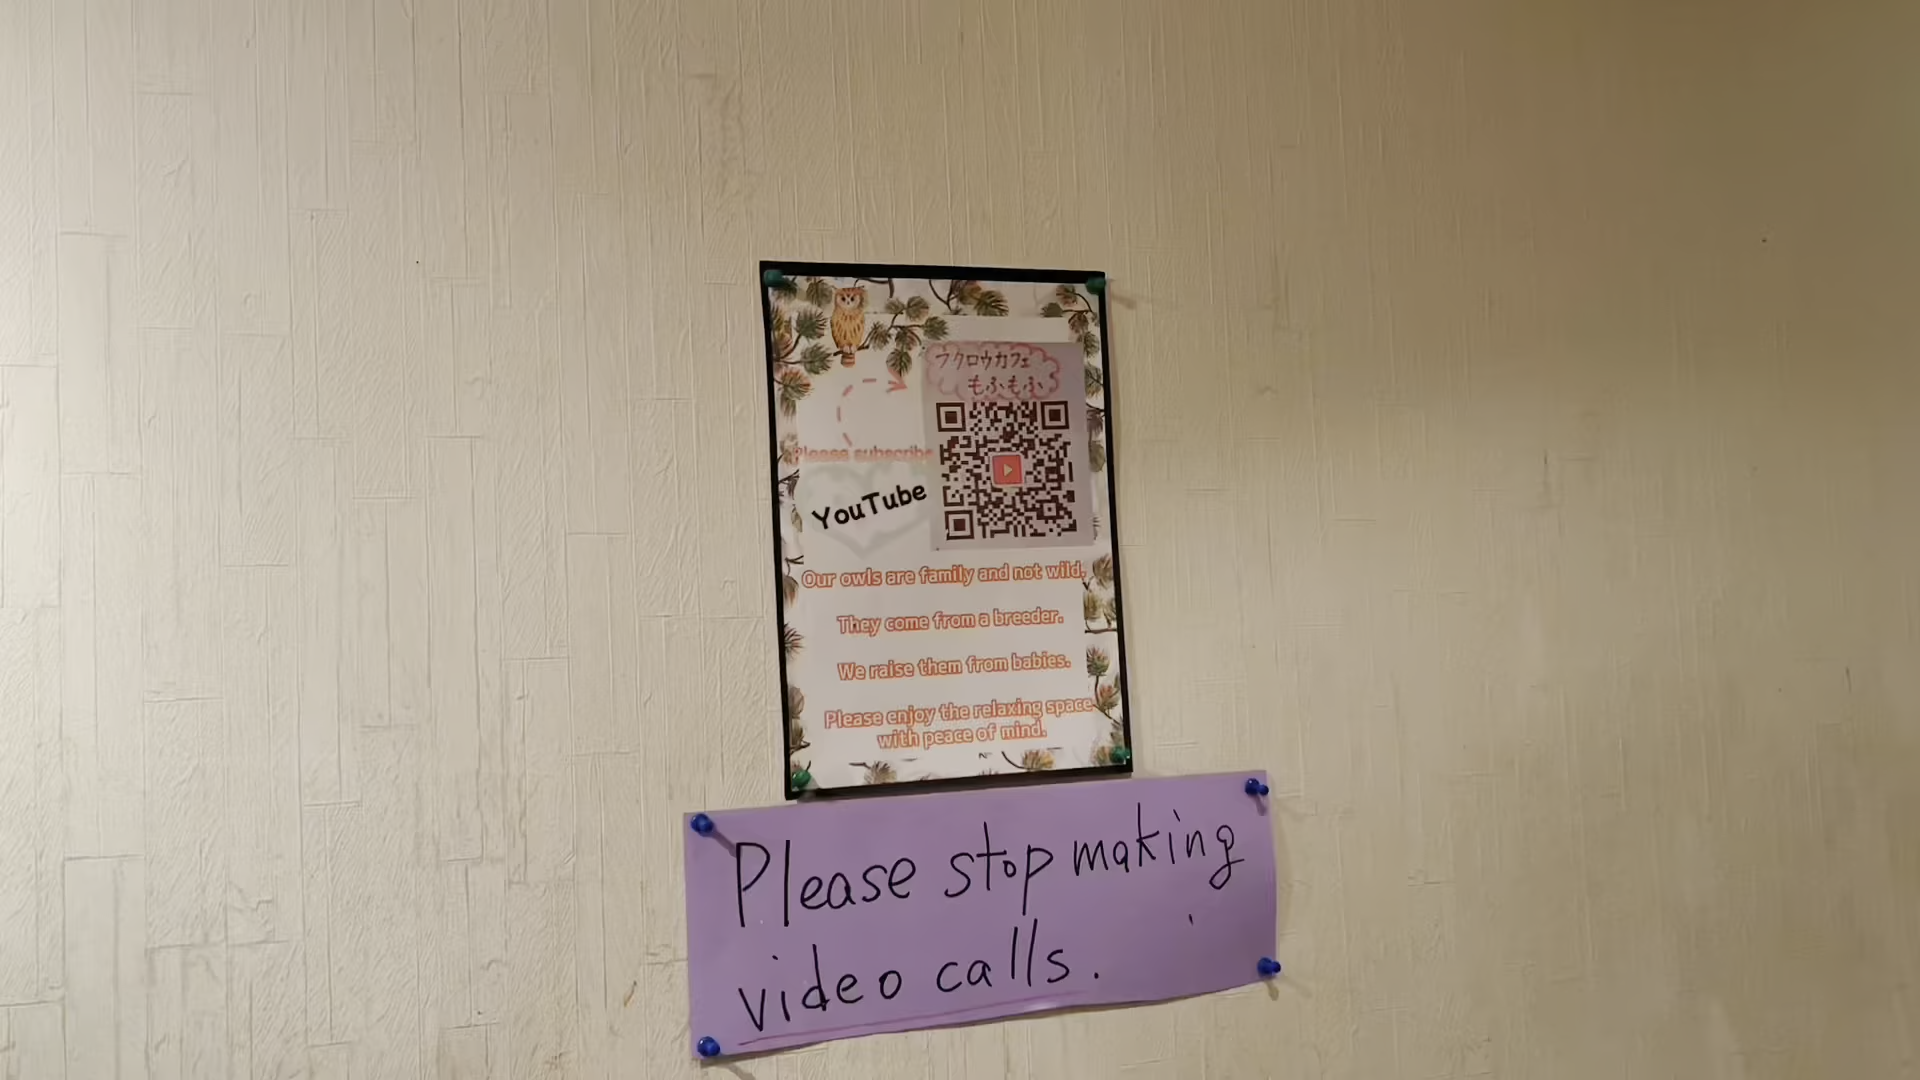 フクロウカフェ
もふもふ
Please subscribe
YouTube
Our owls are family and not wild.
They come from a breeder.
We raise them from babies.
Please enjoy the relaxing space
with peace of mind.
Please stop making
video calls.